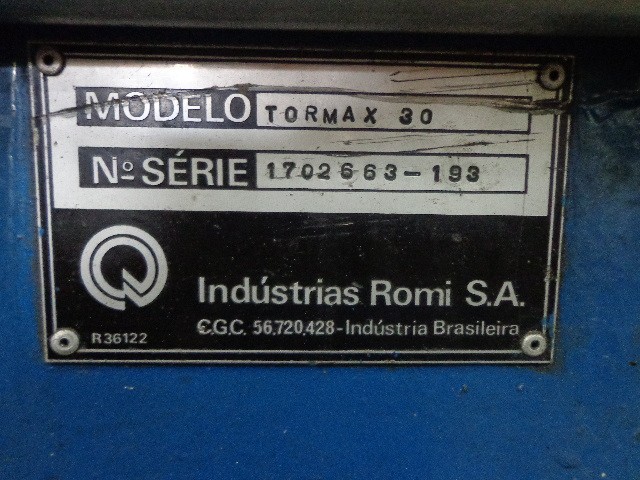 MODELO TORMAX 30
Nº SÉRIE 1702663-193
Indústrias Romi S.A.
C.G.C. 56.720.428-Indústria Brasileira
R36122